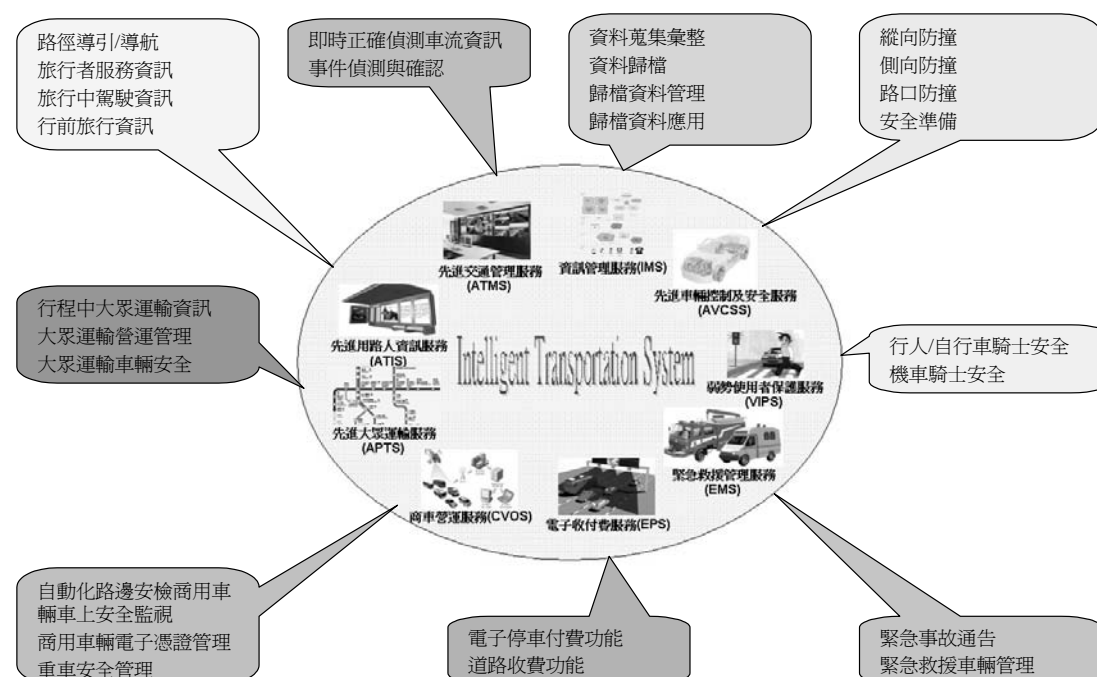 路徑導引/導航
旅行者服務資訊
旅行中駕駛資訊
行前旅行資訊
即時正確偵測車流資訊
事件偵測與確認
資料蒐集彙整
資料歸檔
歸檔資料管理
歸檔資料應用
縱向防撞
側向防撞
路口防撞
安全準備
先進交通管理服務
(ATMS)
資訊管理服務(IMS)
先進車輛控制及安全服務
(AVCSS)
行程中大眾運輸資訊
大眾運輸營運管理
大眾運輸車輛安全
先進用路人資訊服務
(ATIS)
Intelligent Transportation System
弱勢使用者保護服務
(VIPS)
行人/自行車騎士安全
機車騎士安全
先進大眾運輸服務
(APTS)
緊急救援管理服務
(EMS)
商車營運服務(CVOS)
電子收付費服務(EPS)
自動化路邊安檢商用車
輛車上安全監視
商用車輛電子憑證管理
重車安全管理
電子停車付費功能
道路收費功能
緊急事故通告
緊急救援車輛管理